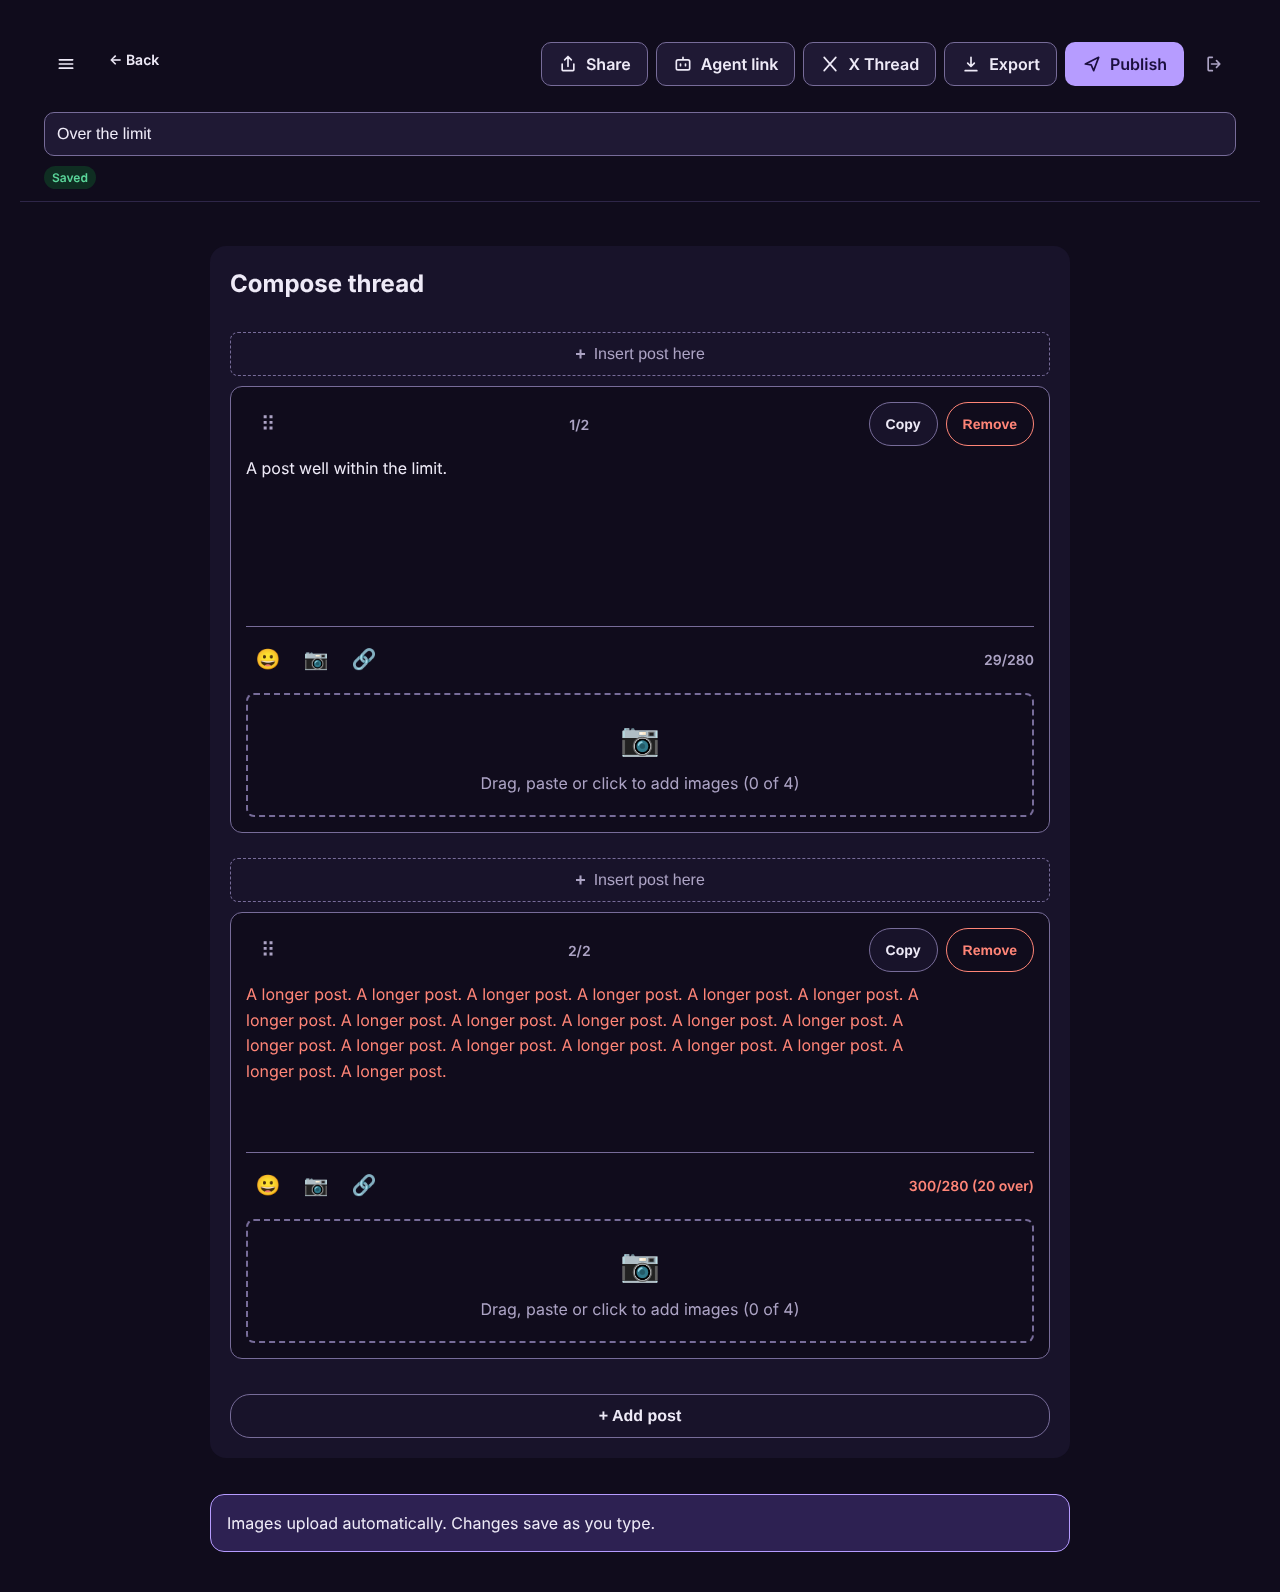 ← Back
Share
Agent link
X Thread
Export
Publish
Over the limit
Saved
Compose thread
+ Insert post here
1/2
Copy
Remove
A post well within the limit.
29/280
Drag, paste or click to add images (0 of 4)
+ Insert post here
2/2
Copy
Remove
A longer post. A longer post. A longer post. A longer post. A longer post. A longer post. A
longer post. A longer post. A longer post. A longer post. A longer post. A longer post. A
longer post. A longer post. A longer post. A longer post. A longer post. A longer post. A
longer post. A longer post.
300/280 (20 over)
Drag, paste or click to add images (0 of 4)
+ Add post
Images upload automatically. Changes save as you type.